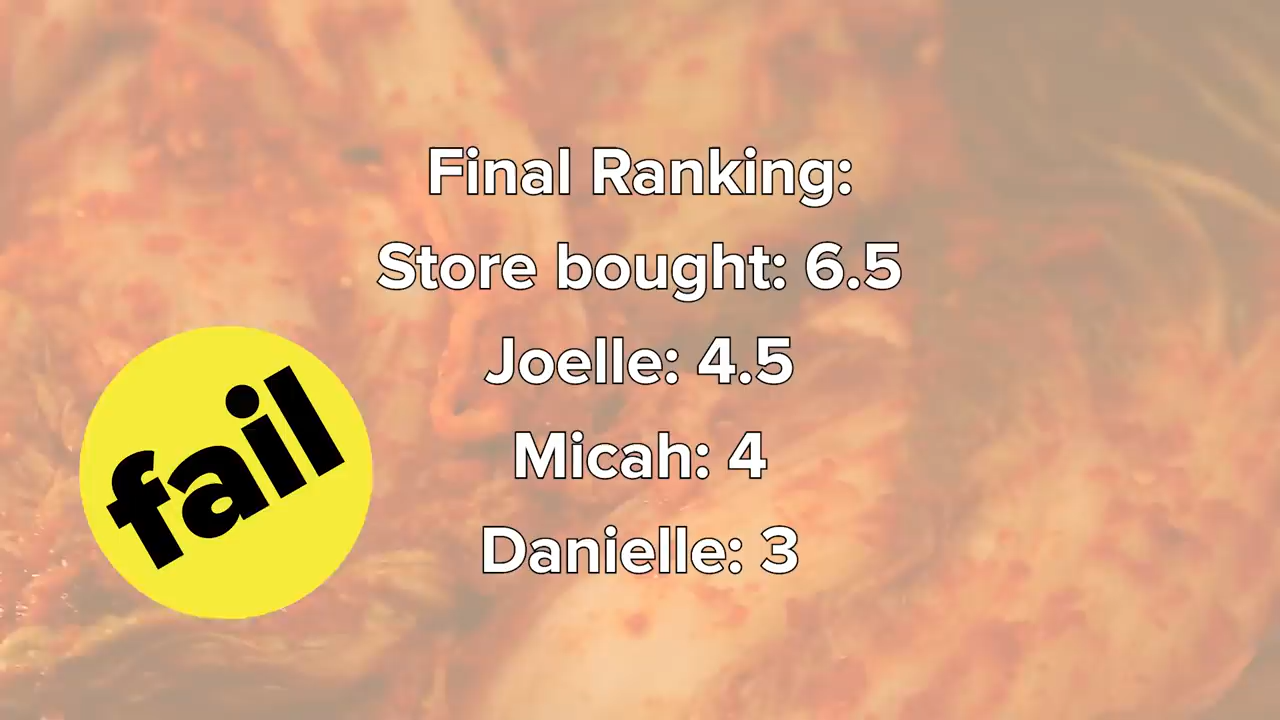 Final Ranking:
Store bought: 6.5
Joelle: 4.5
Micah: 4
Danielle: 3
fail